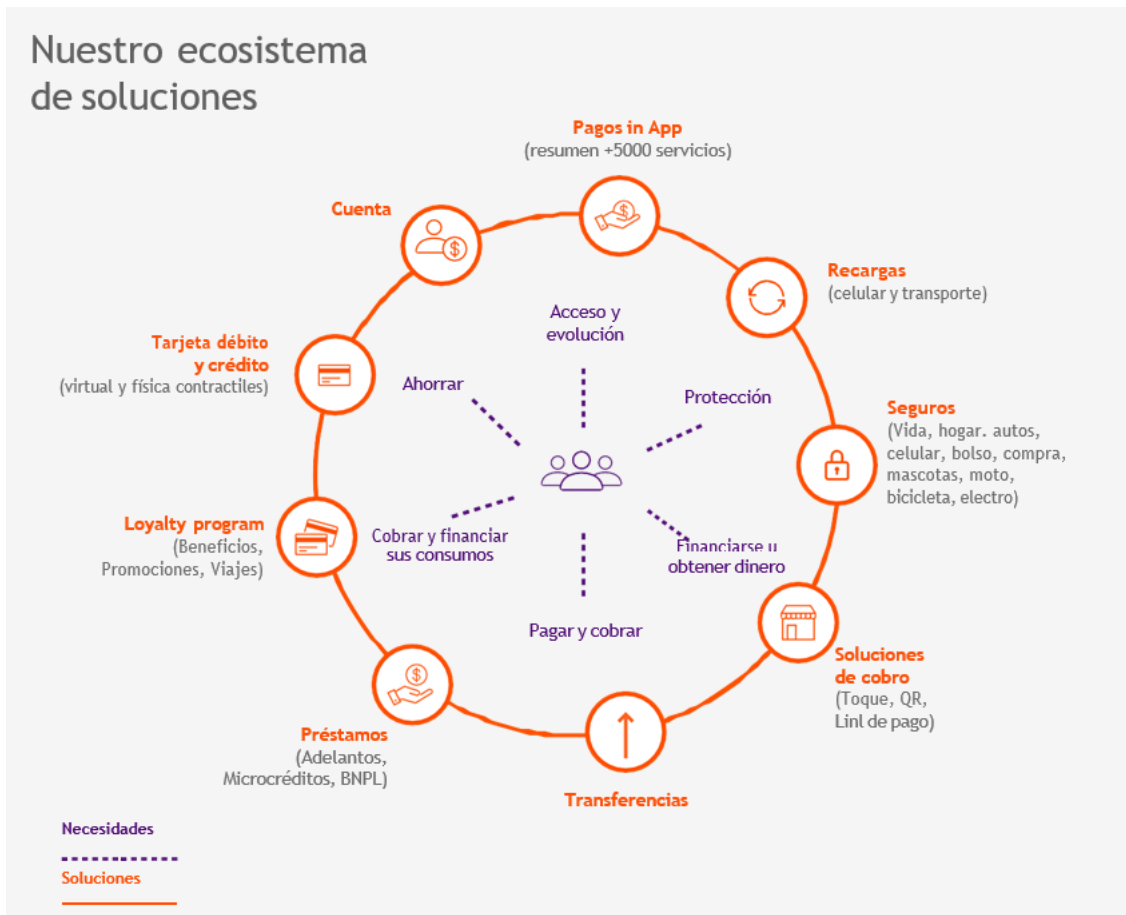 Nuestro ecosistema
de soluciones
Pagos in App
(resumen +5000 servicios)
Cuenta
Recargas
(celular y transporte)
Acceso y
evolución
Tarjeta débito
y crédito
(virtual y física contractiles)
Ahorrar
Protección
Seguros
(Vida, hogar. autos,
celular, bolso, compra,
mascotas, moto,
bicicleta, electro)
Loyalty program
(Beneficios,
Promociones, Viajes)
Cobrar y financiar
sus consumos
Financiarse u
obtener dinero
Pagar y cobrar
Soluciones
de cobro
(Toque, QR,
Linl de pago)
Préstamos
(Adelantos,
Microcréditos, BNPL)
Transferencias
Necesidades
Soluciones